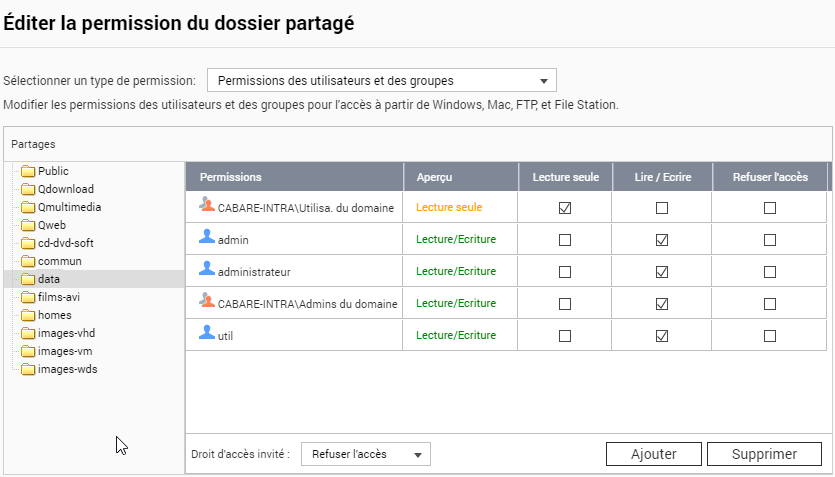 Éditer la permission du dossier partagé
Sélectionner un type de permission: Permissions des utilisateurs et des groupes
Modifier les permissions des utilisateurs et des groupes pour l'accès à partir de Windows, Mac, FTP, et File Station.
Partages
Public
Qdownload
Qmultimedia
Qweb
cd-dvd-soft
commun
data
films-avi
homes
images-vhd
images-vm
images-wds
Permissions Aperçu Lecture seule Lire / Ecrire Refuser l'accès
CABARE-INTRA\Utilisa. du domaine Lecture seule
admin Lecture/Ecriture
administrateur Lecture/Ecriture
CABARE-INTRA\Admins du domaine Lecture/Ecriture
util Lecture/Ecriture
Droit d'accès invité : Refuser l'accès Ajouter Supprimer